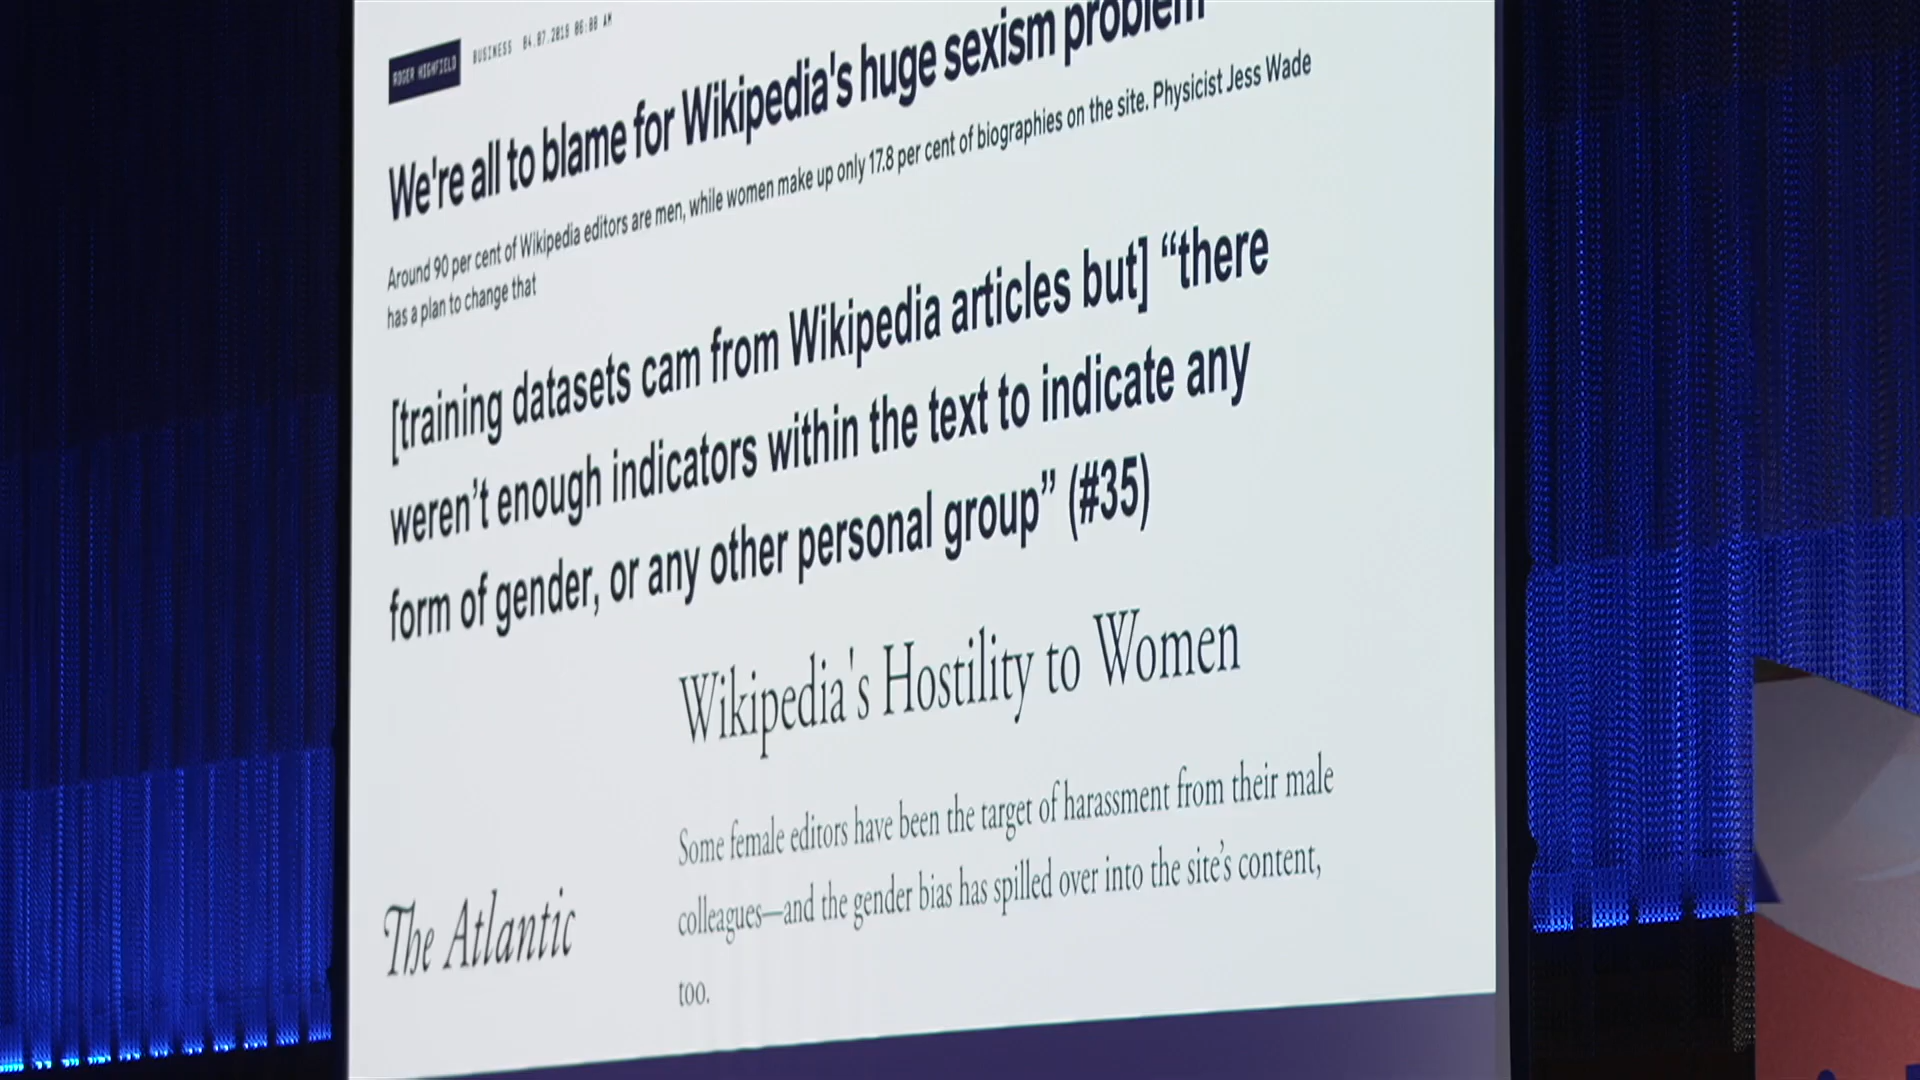 ROGER HIGHFIELD BUSINESS 04.07.2019 06:00 AM
We're all to blame for Wikipedia's huge sexism problem
Around 90 per cent of Wikipedia editors are men, while women make up only 17.8 per cent of biographies on the site. Physicist Jess Wade
has a plan to change that
[training datasets cam from Wikipedia articles but] “there
weren’t enough indicators within the text to indicate any
form of gender, or any other personal group” (#35)
Wikipedia's Hostility to Women
Some female editors have been the target of harassment from their male
colleagues—and the gender bias has spilled over into the site’s content,
too.
The Atlantic